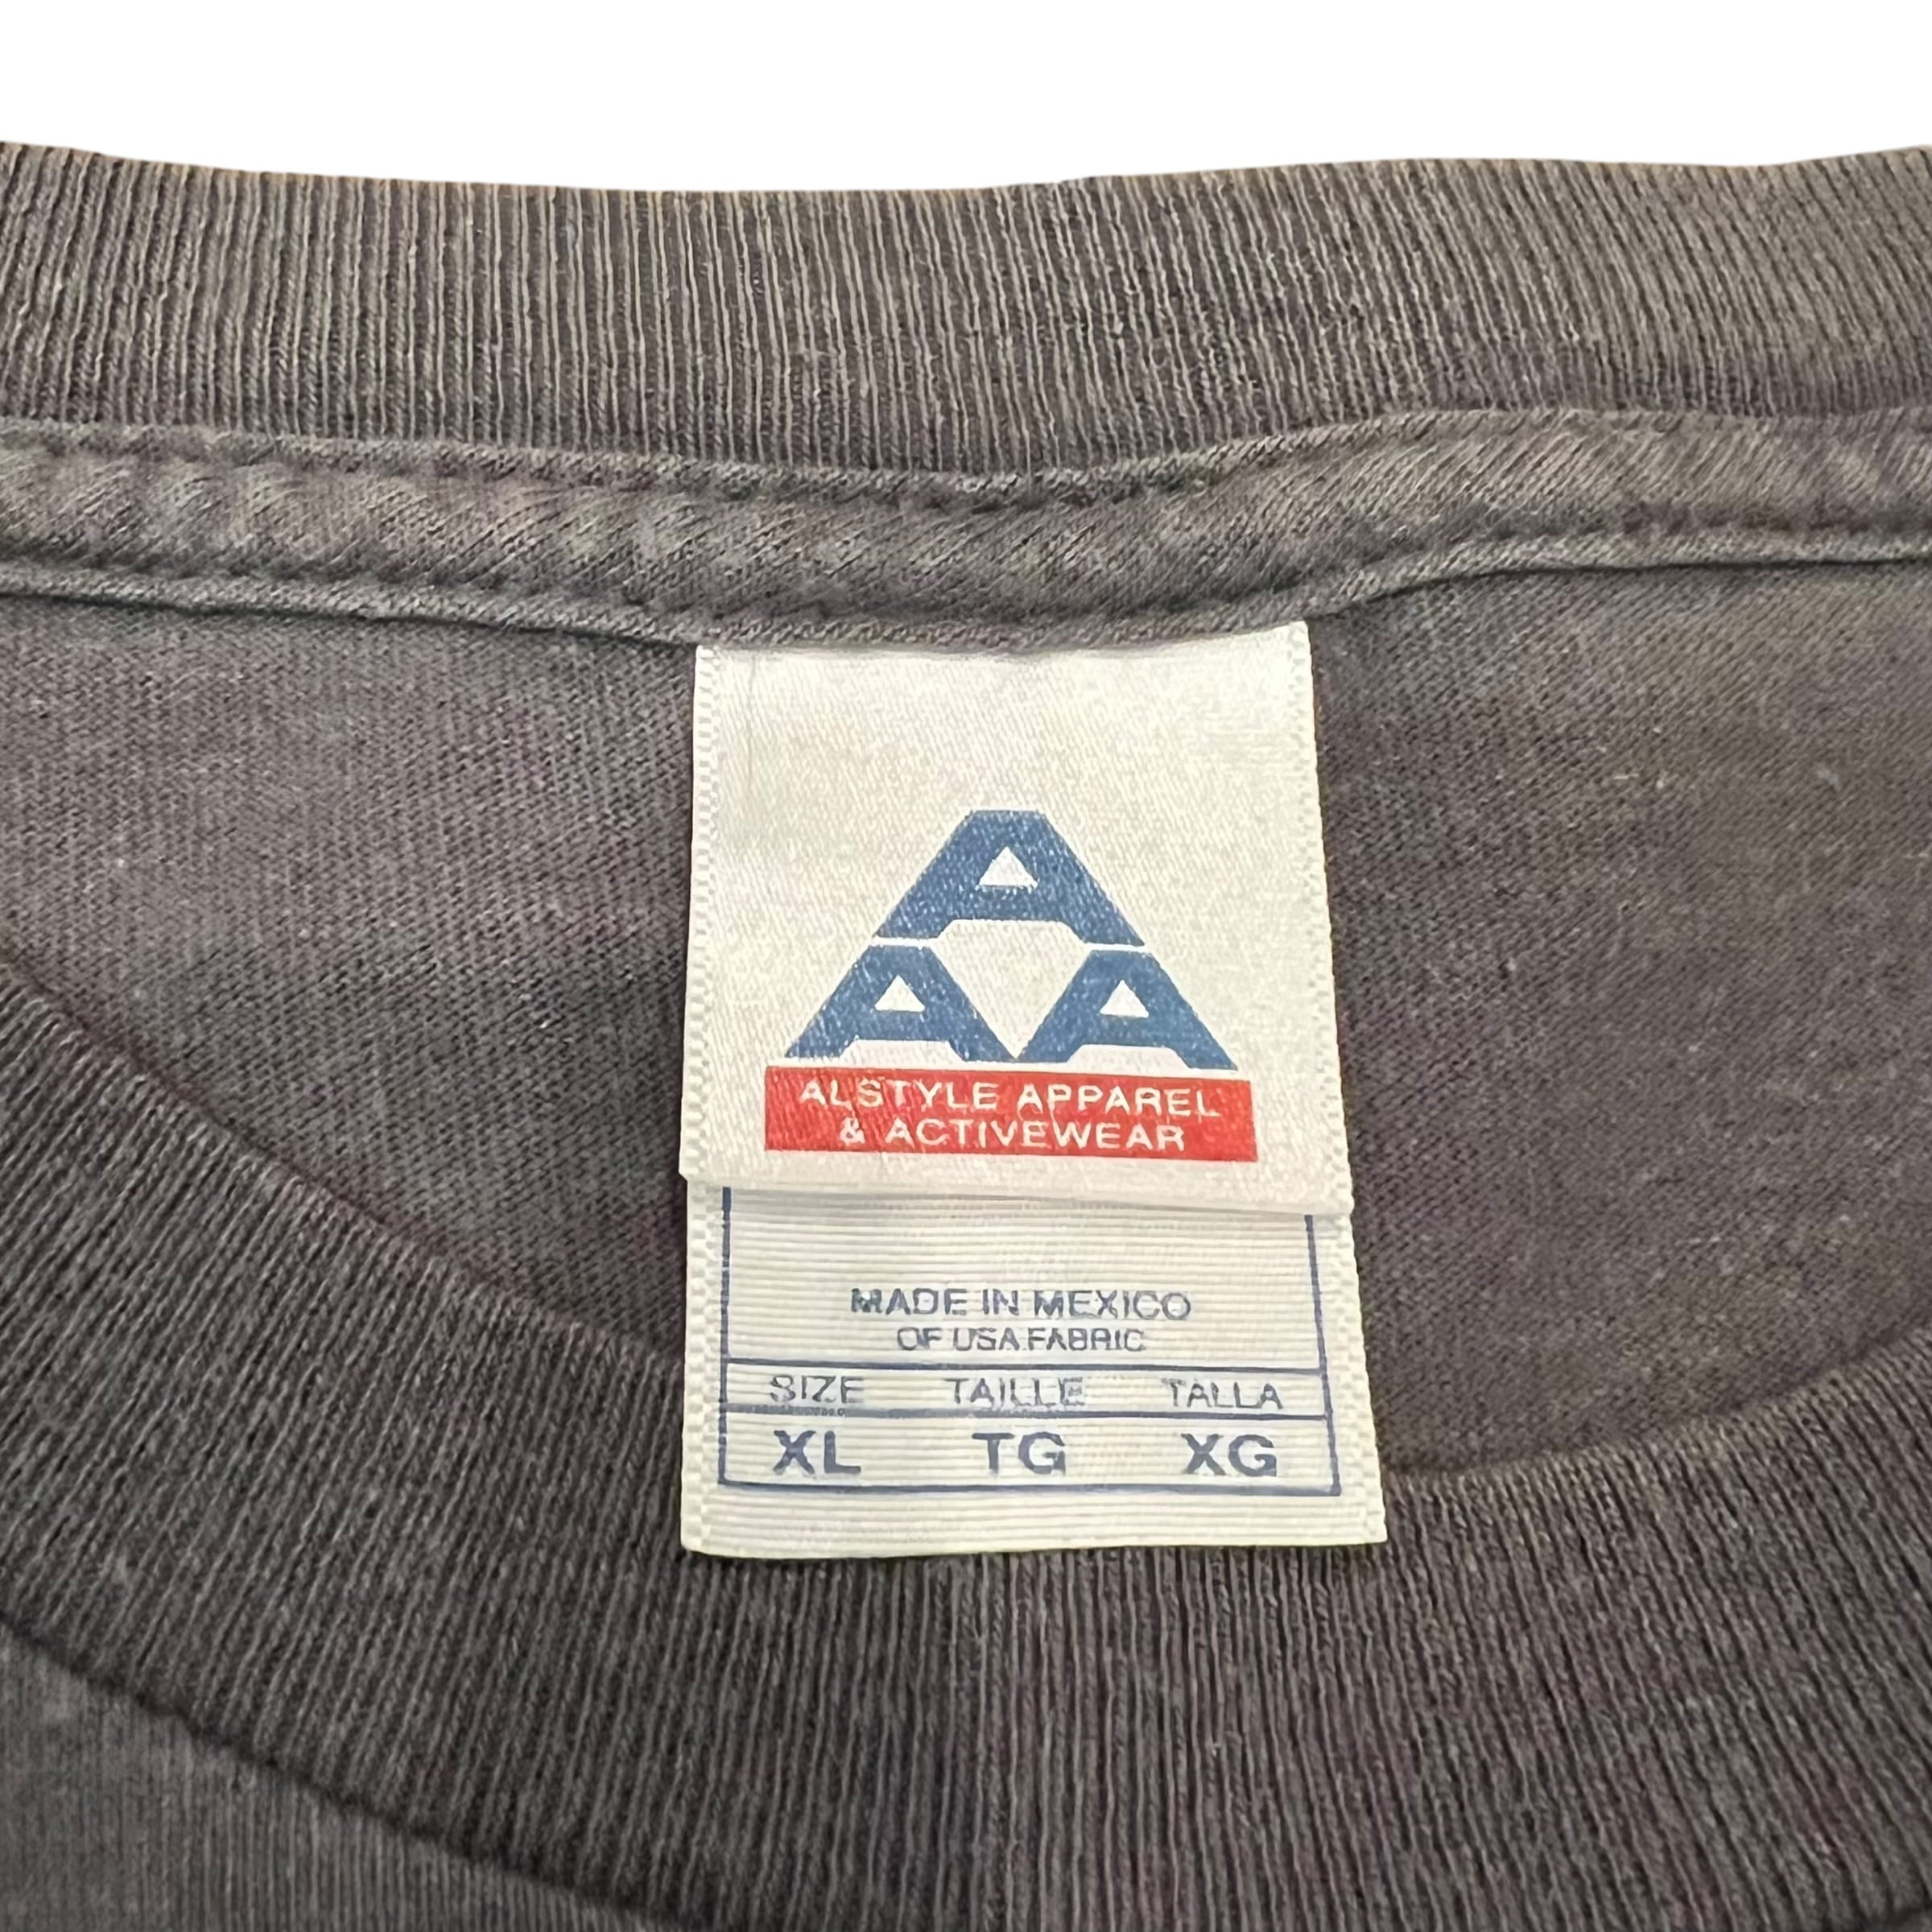 A
A A
ALSTYLE APPAREL
& ACTIVEWEAR
MADE IN MEXICO
OF USA FABRIC
SIZE TAILLE TALLA
XL TG XG